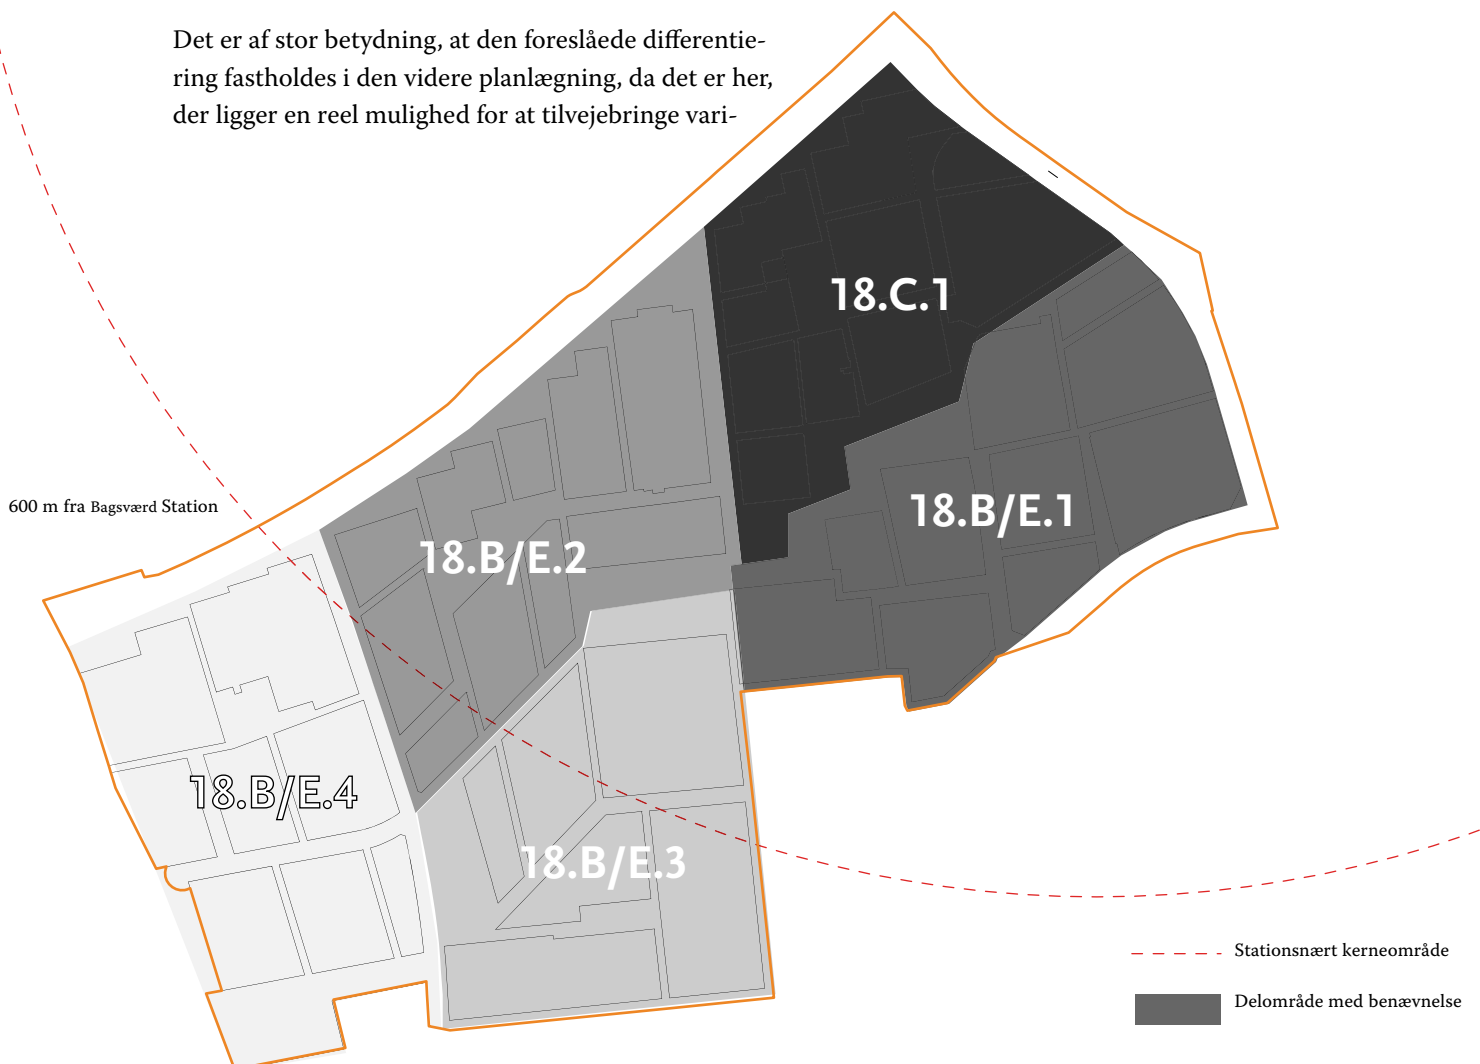 Det er af stor betydning, at den foreslåede differentie-
ring fastholdes i den videre planlægning, da det er her,
der ligger en reel mulighed for at tilvejebringe vari-
18.C.1
18.B/E.1
600 m fra Bagsværd Station
18.B/E.2
18.B/E.4
18.B/E.3
Stationsnært kerneområde
Delområde med benævnelse